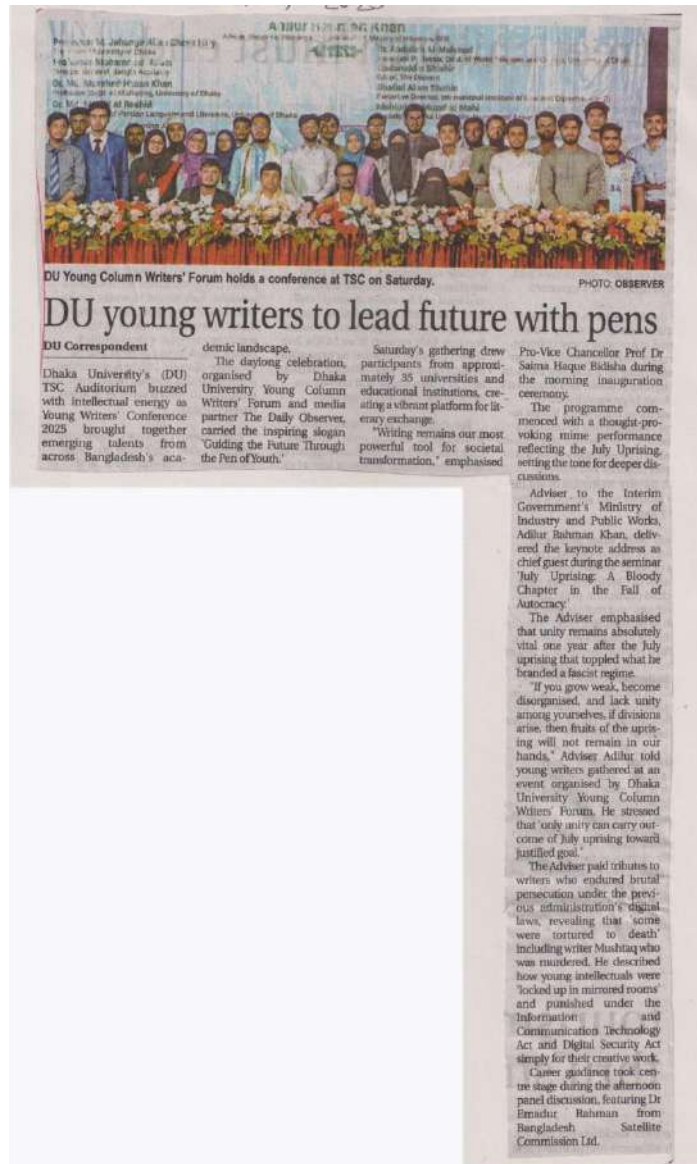 Adilur Rahman Khan
DU Young Column Writers' Forum holds a conference at TSC on Saturday.
PHOTO: OBSERVER
DU young writers to lead future with pens
DU Correspondent
Dhaka University's (DU)
TSC Auditorium buzzed
with intellectual energy as
Young Writers' Conference
2025 brought together
emerging talents from
across Bangladesh's aca-
demic landscape.
The daylong celebration,
organised by Dhaka
University Young Column
Writers' Forum and media
partner The Daily Observer,
carried the inspiring slogan
'Guiding the Future Through
the Pen of Youth.'
Saturday's gathering drew
participants from approxi-
mately 35 universities and
educational institutions, cre-
ating a vibrant platform for lit-
erary exchange.
"Writing remains our most
powerful tool for societal
transformation," emphasised
Pro-Vice Chancellor Prof Dr
Saima Haque Bidisha during
the morning inauguration
ceremony.
The programme com-
menced with a thought-pro-
voking mime performance
reflecting the July Uprising,
setting the tone for deeper dis-
cussions.
Adviser to the Interim
Government's Ministry of
Industry and Public Works,
Adilur Rahman Khan, deliv-
ered the keynote address as
chief guest during the seminar
'July Uprising: A Bloody
Chapter in the Fall of
Autocracy.'
The Adviser emphasised
that unity remains absolutely
vital one year after the July
uprising that toppled what he
branded a fascist regime.
"If you grow weak, become
disorganised, and lack unity
among yourselves, if divisions
arise, then fruits of the upris-
ing will not remain in our
hands," Adviser Adilur told
young writers gathered at an
event organised by Dhaka
University Young Column
Writers' Forum. He stressed
that 'only unity can carry out-
come of July uprising toward
justified goal.'
The Adviser paid tributes to
writers who endured brutal
persecution under the previ-
ous administration's digital
laws, revealing that 'some
were tortured to death'
including writer Mushtaq who
was murdered. He described
how young intellectuals were
'locked up in mirrored rooms'
and punished under the
Information and
Communication Technology
Act and Digital Security Act
simply for their creative work.
Career guidance took cen-
tre stage during the afternoon
panel discussion, featuring Dr
Emadur Rahman from
Bangladesh Satellite
Commission Ltd.